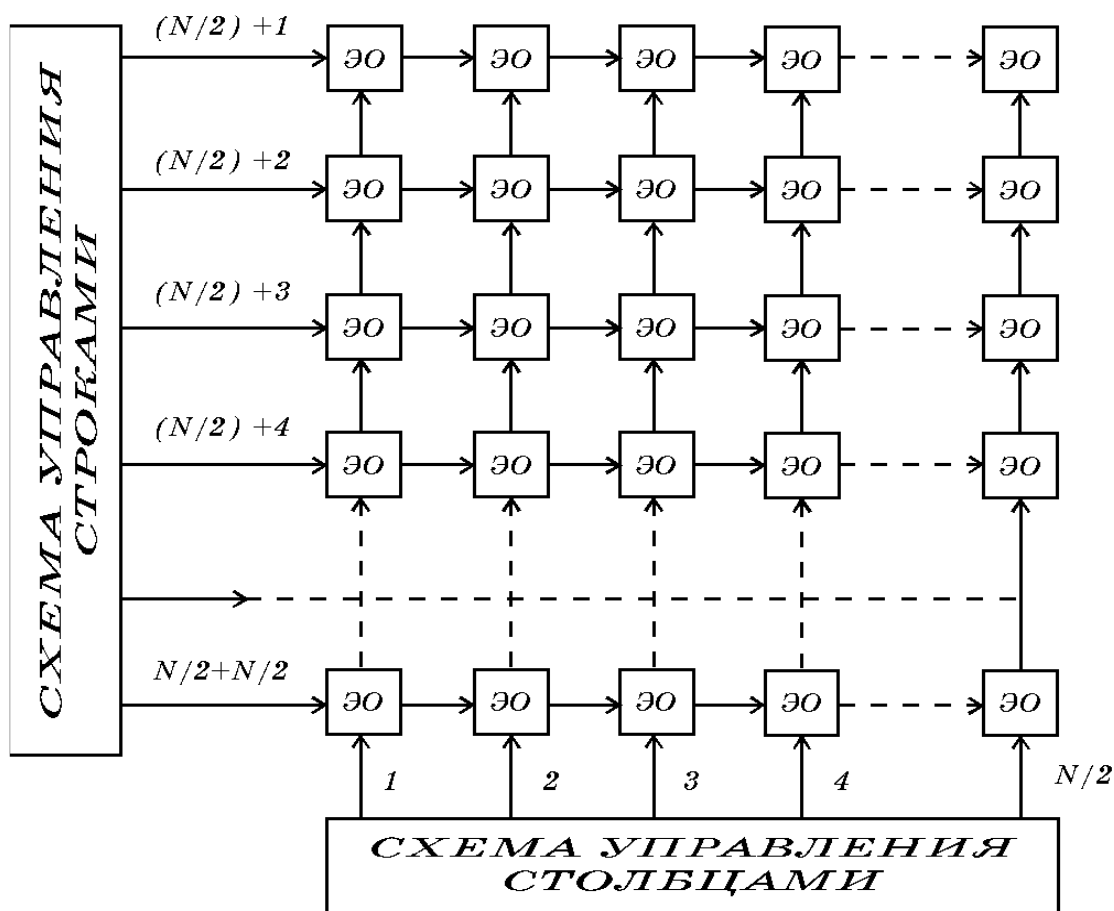 СХЕМА УПРАВЛЕНИЯ
СТРОКАМИ
(N/2) +1
ЭО ЭО ЭО ЭО ЭО
(N/2) +2
ЭО ЭО ЭО ЭО ЭО
(N/2) +3
ЭО ЭО ЭО ЭО ЭО
(N/2) +4
ЭО ЭО ЭО ЭО ЭО
N/2+N/2
ЭО ЭО ЭО ЭО ЭО
1 2 3 4 N/2
СХЕМА УПРАВЛЕНИЯ
СТОЛБЦАМИ